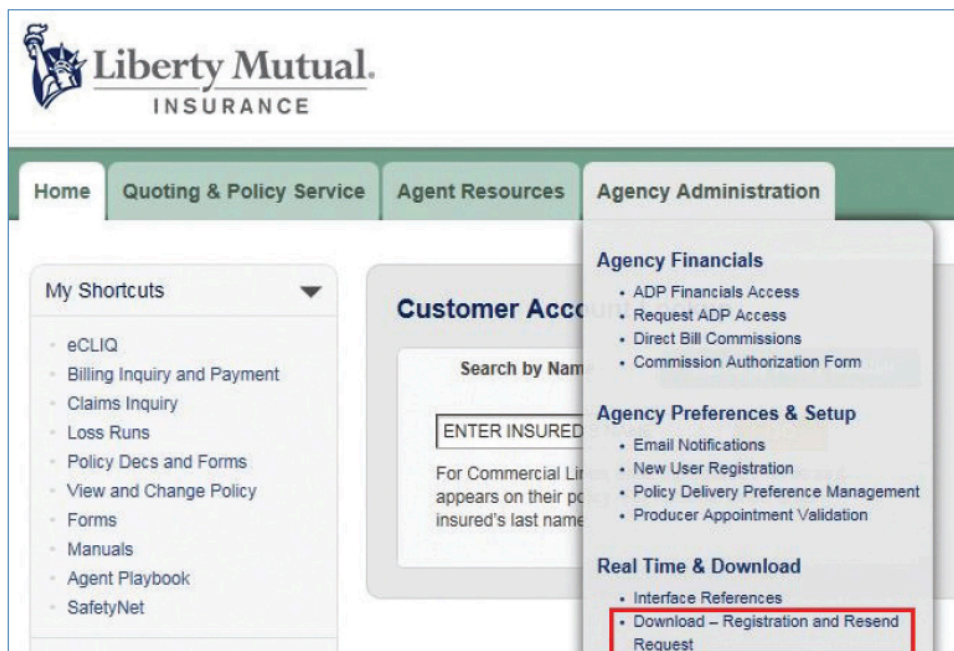 Liberty Mutual.
INSURANCE
Home
Quoting & Policy Service
Agent Resources
Agency Administration
My Shortcuts
eCLIQ
Billing Inquiry and Payment
Claims Inquiry
Loss Runs
Policy Decs and Forms
View and Change Policy
Forms
Manuals
Agent Playbook
SafetyNet
Customer Account
Search by Name
ENTER INSURED
For Commercial
appears on their
insured's last name
Agency Financials
ADP Financials Access
Request ADP Access
Direct Bill Commissions
Commission Authorization Form
Agency Preferences & Setup
Email Notifications
New User Registration
Policy Delivery Preference Management
Producer Appointment Validation
Real Time & Download
Interface References
Download – Registration and Resend
Request